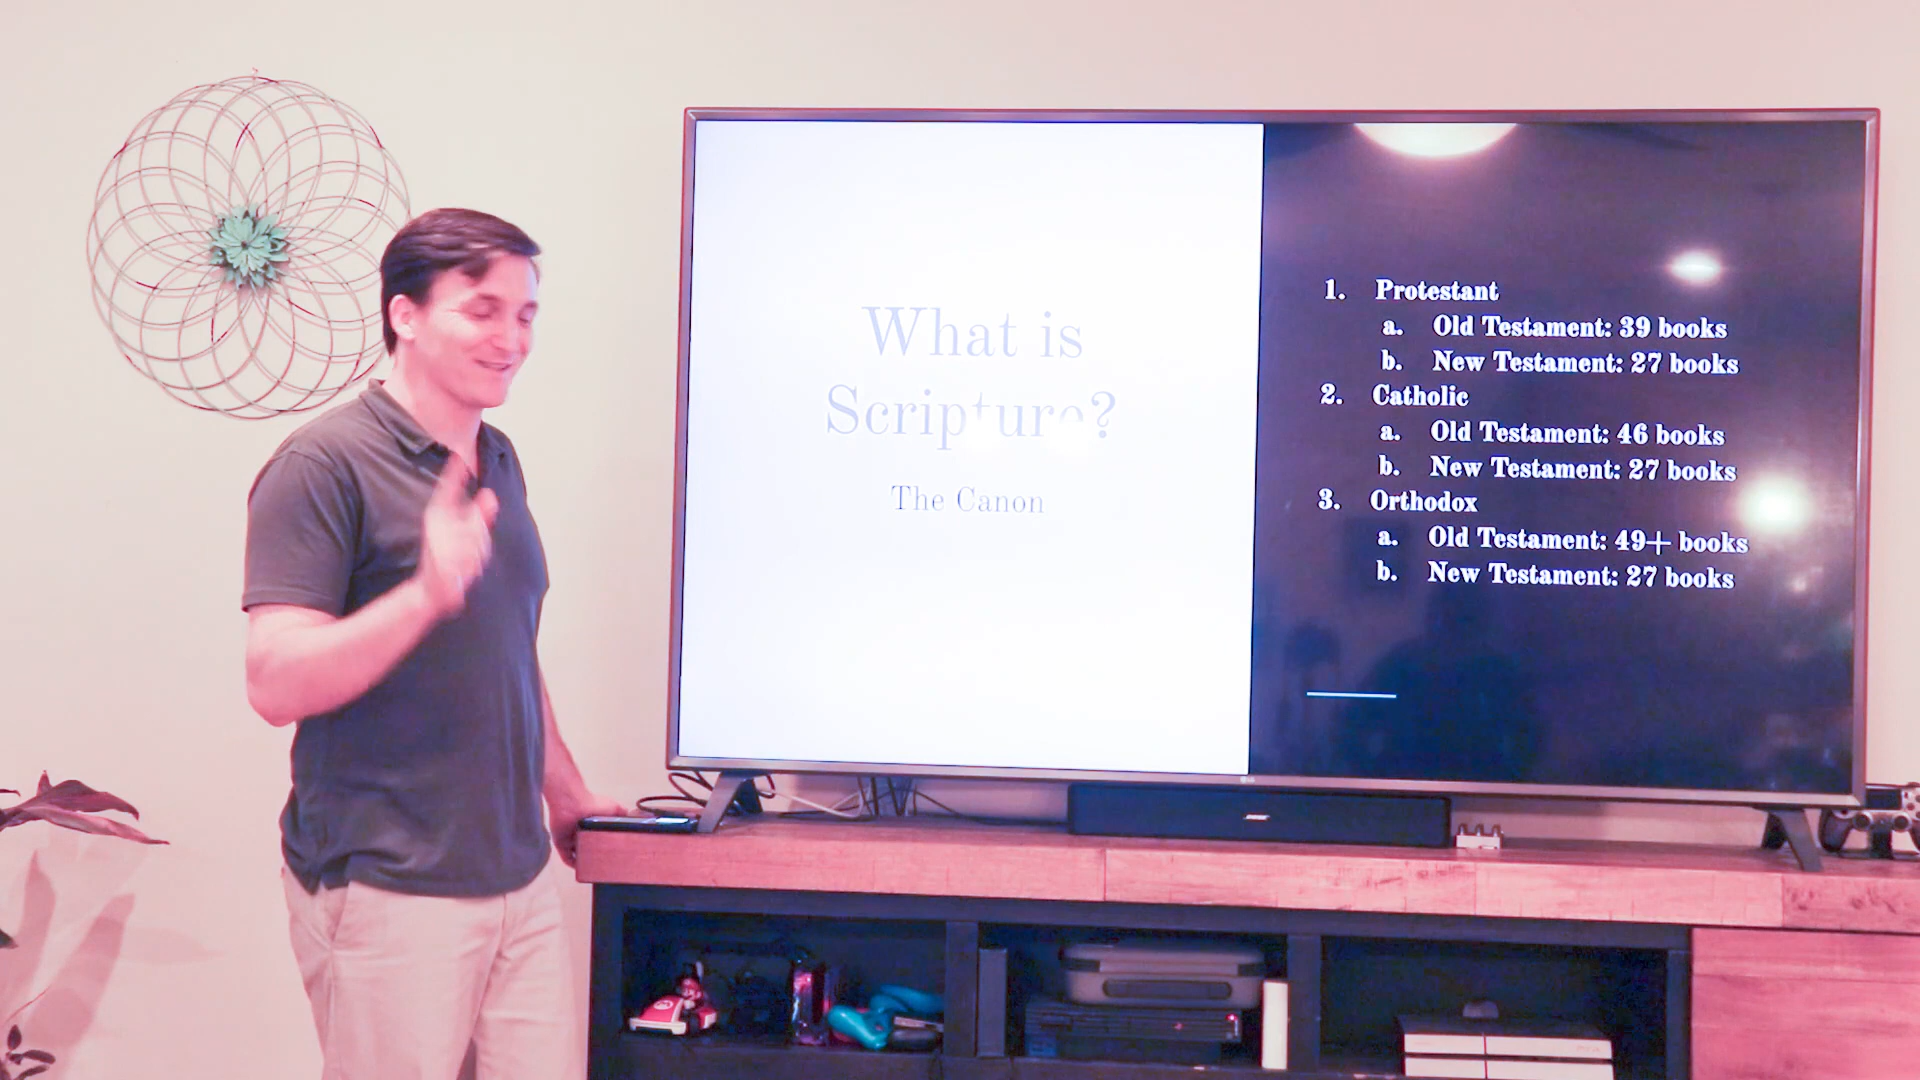 What is
Scripture?
The Canon
1. Protestant
a. Old Testament: 39 books
b. New Testament: 27 books
2. Catholic
a. Old Testament: 46 books
b. New Testament: 27 books
3. Orthodox
a. Old Testament: 49+ books
b. New Testament: 27 books
BOSE